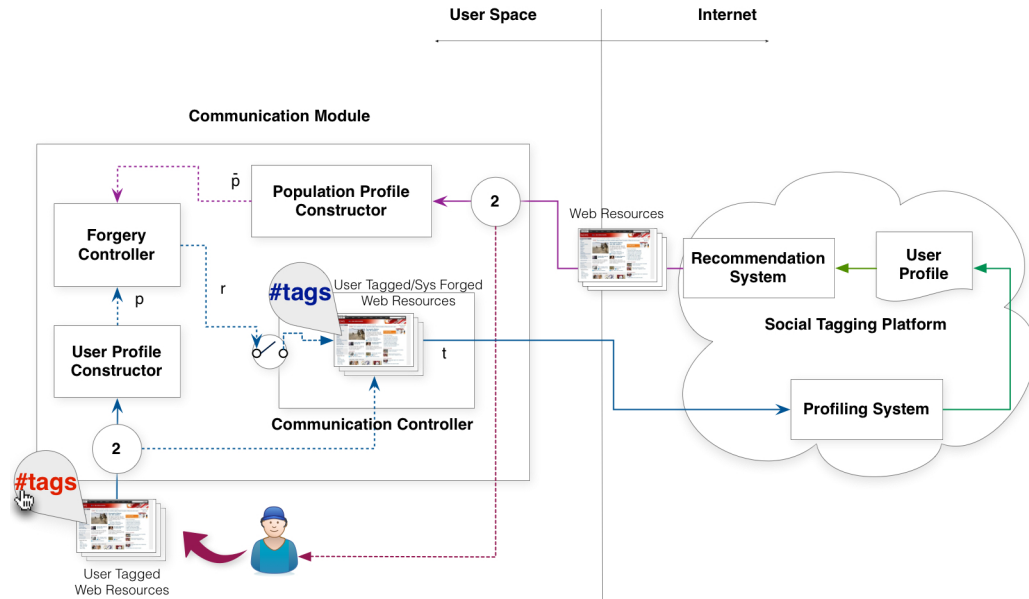 User Space
Internet
Communication Module
p̄
Population Profile
Constructor
2
Web Resources
Forgery
Controller
Recommendation
System
User
Profile
p
r
#tags
User Tagged/Sys Forged
Web Resources
Social Tagging Platform
User Profile
Constructor
t
Profiling System
Communication Controller
2
#tags
User Tagged
Web Resources